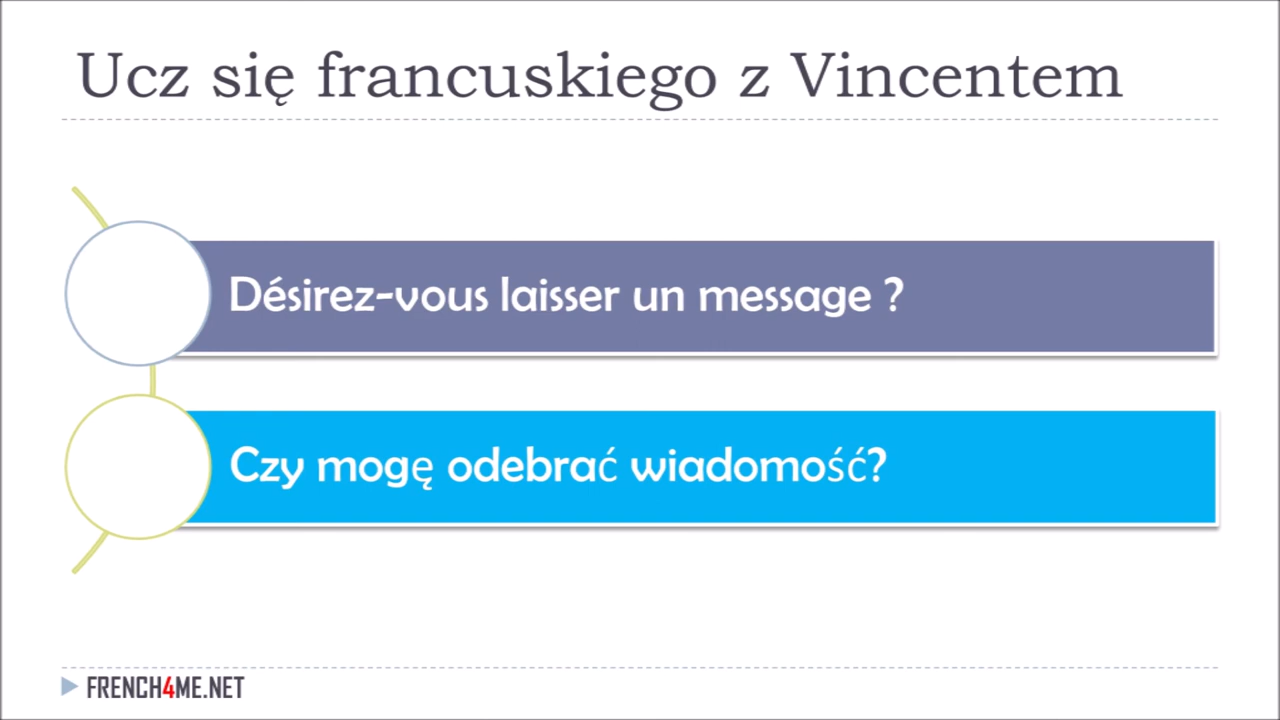 Ucz się francuskiego z Vincentem
Désirez-vous laisser un message ?
Czy mogę odebrać wiadomość?
FRENCH4ME.NET